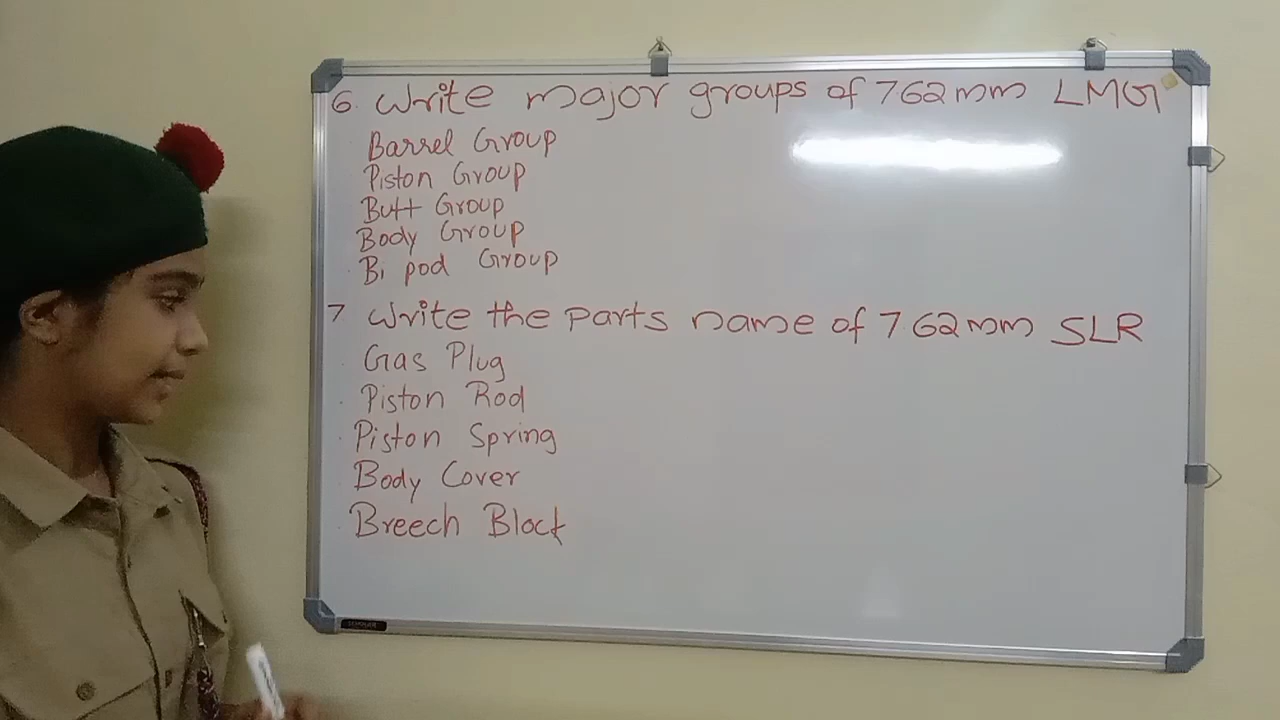 6. Write major groups of 762mm LMG
Barrel Group
Piston Group
Butt Group
Body Group
Bi pod Group
7 Write the parts name of 762mm SLR
Gas Plug
Piston Rod
Piston Spring
Body Cover
Breech Block